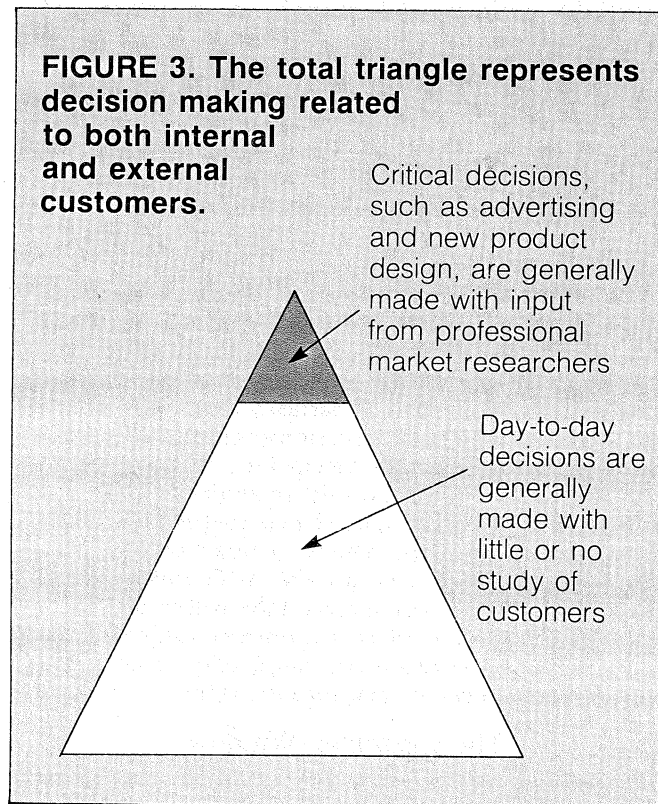 FIGURE 3. The total triangle represents
decision making related
to both internal
and external
customers.
Critical decisions,
such as advertising
and new product
design, are generally
made with input
from professional
market researchers
Day-to-day
decisions are
generally
made with
little or no
study of
customers